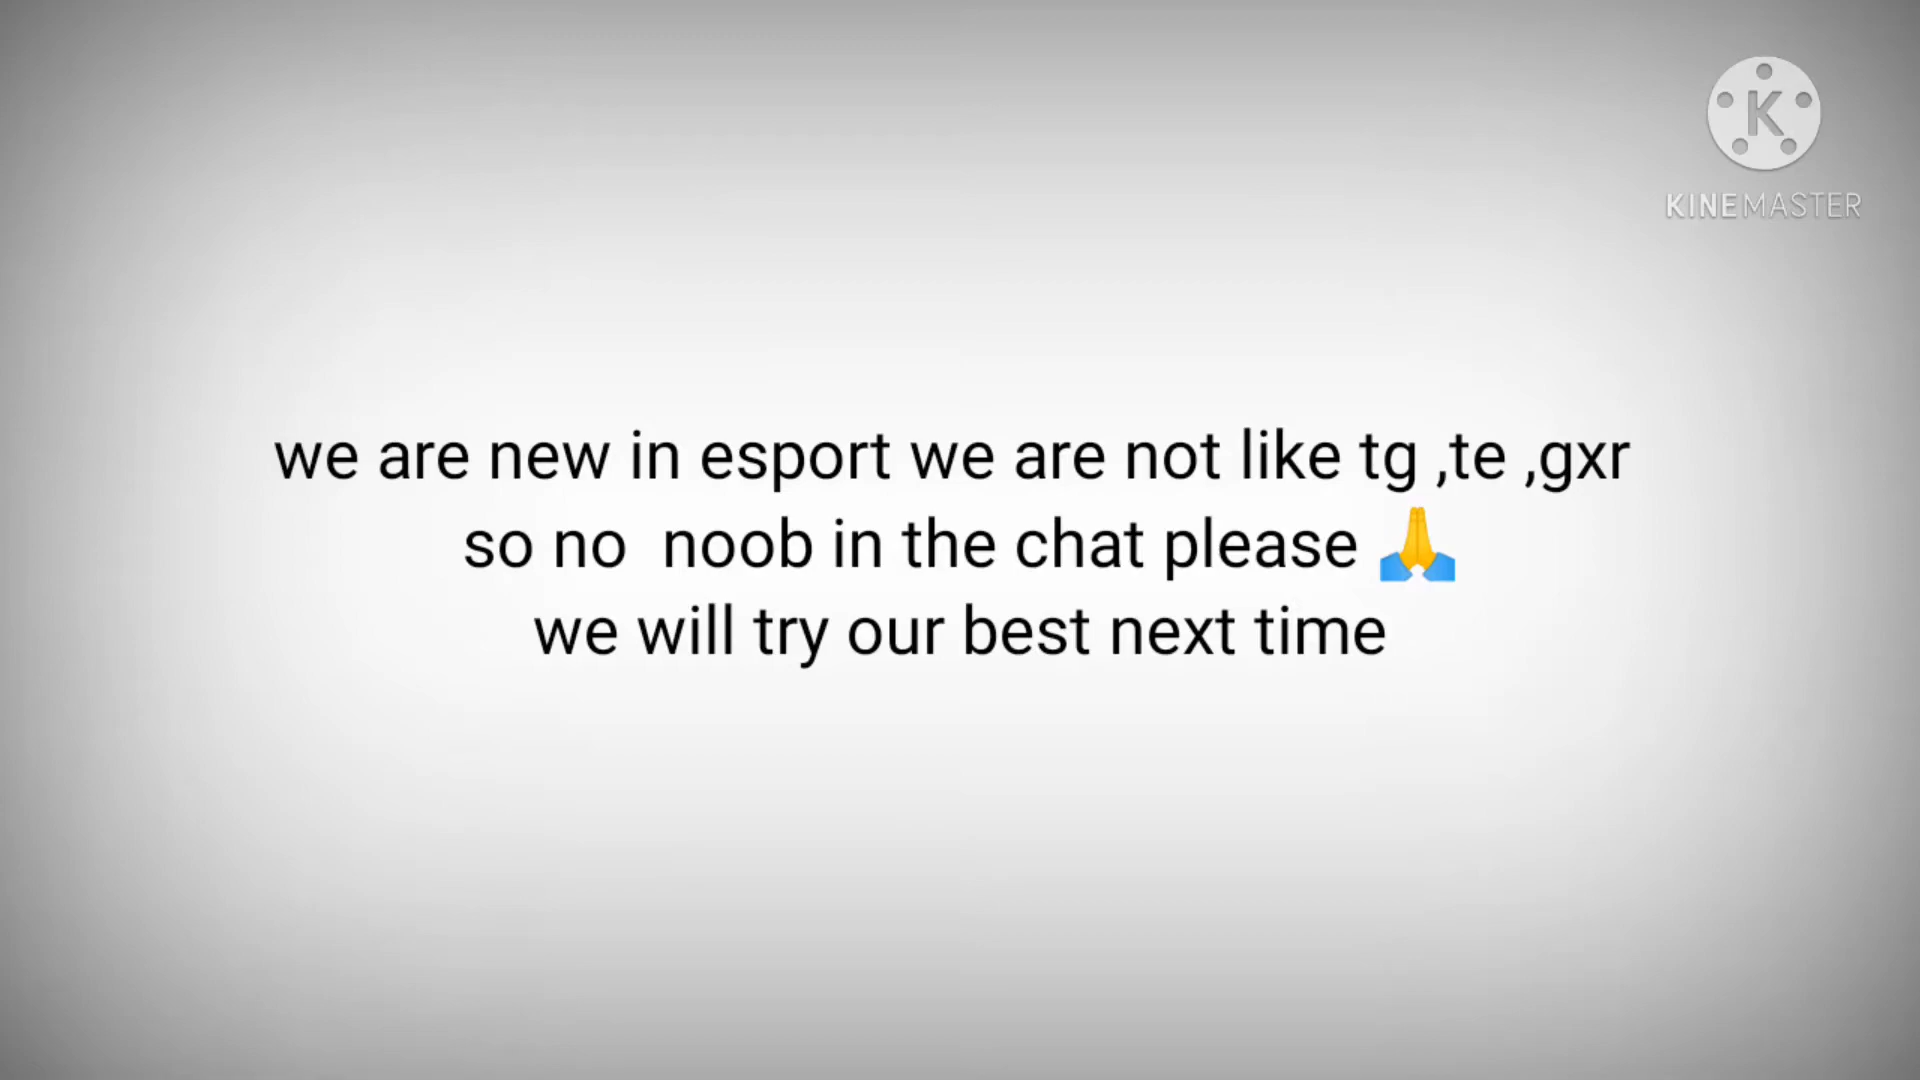 K
KINEMASTER
we are new in esport we are not like tg ,te ,gxr
so no  noob in the chat please 🙏
we will try our best next time